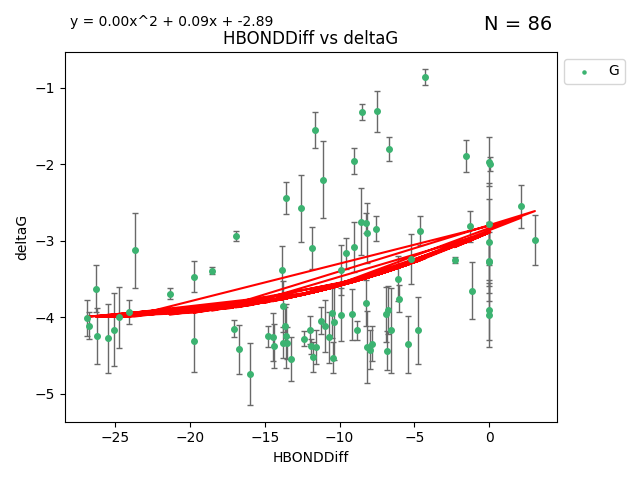 y = 0.00x^2 + 0.09x + -2.89
N = 86
HBONDDiff vs deltaG
G
−1
−2
−3
−4
−5
deltaG
−25 −20 −15 −10 −5 0
HBONDDiff